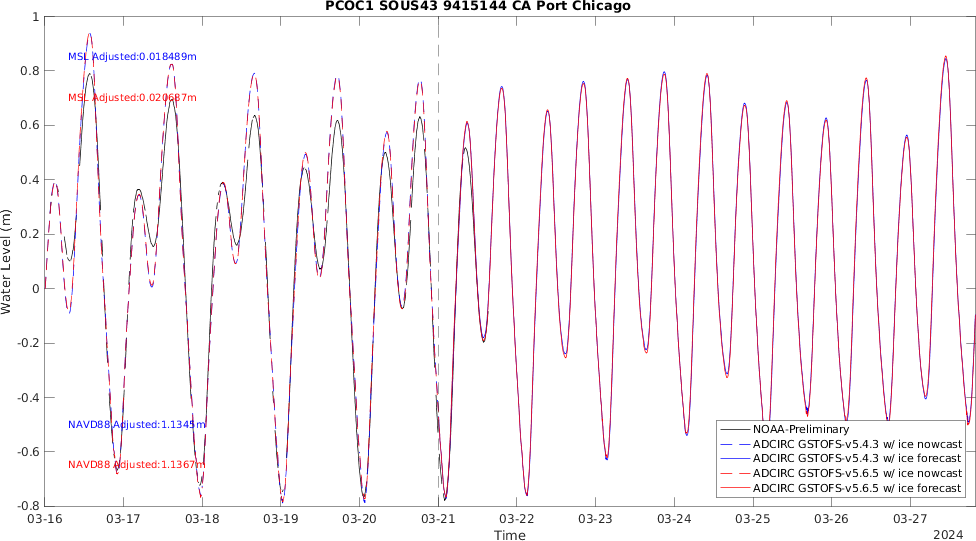 PCOC1 SOUS43 9415144 CA Port Chicago
1
0.8
0.6
0.4
0.2
0
-0.2
-0.4
-0.6
-0.8
Water Level (m)
MSL Adjusted:0.018489m
MSL Adjusted:0.020687m
NAVD88 Adjusted:1.1345m
NAVD88 Adjusted:1.1367m
NOAA-Preliminary
ADCIRC GSTOFS-v5.4.3 w/ ice nowcast
ADCIRC GSTOFS-v5.4.3 w/ ice forecast
ADCIRC GSTOFS-v5.6.5 w/ ice nowcast
ADCIRC GSTOFS-v5.6.5 w/ ice forecast
03-16 03-17 03-18 03-19 03-20 03-21 03-22 03-23 03-24 03-25 03-26 03-27
Time
2024